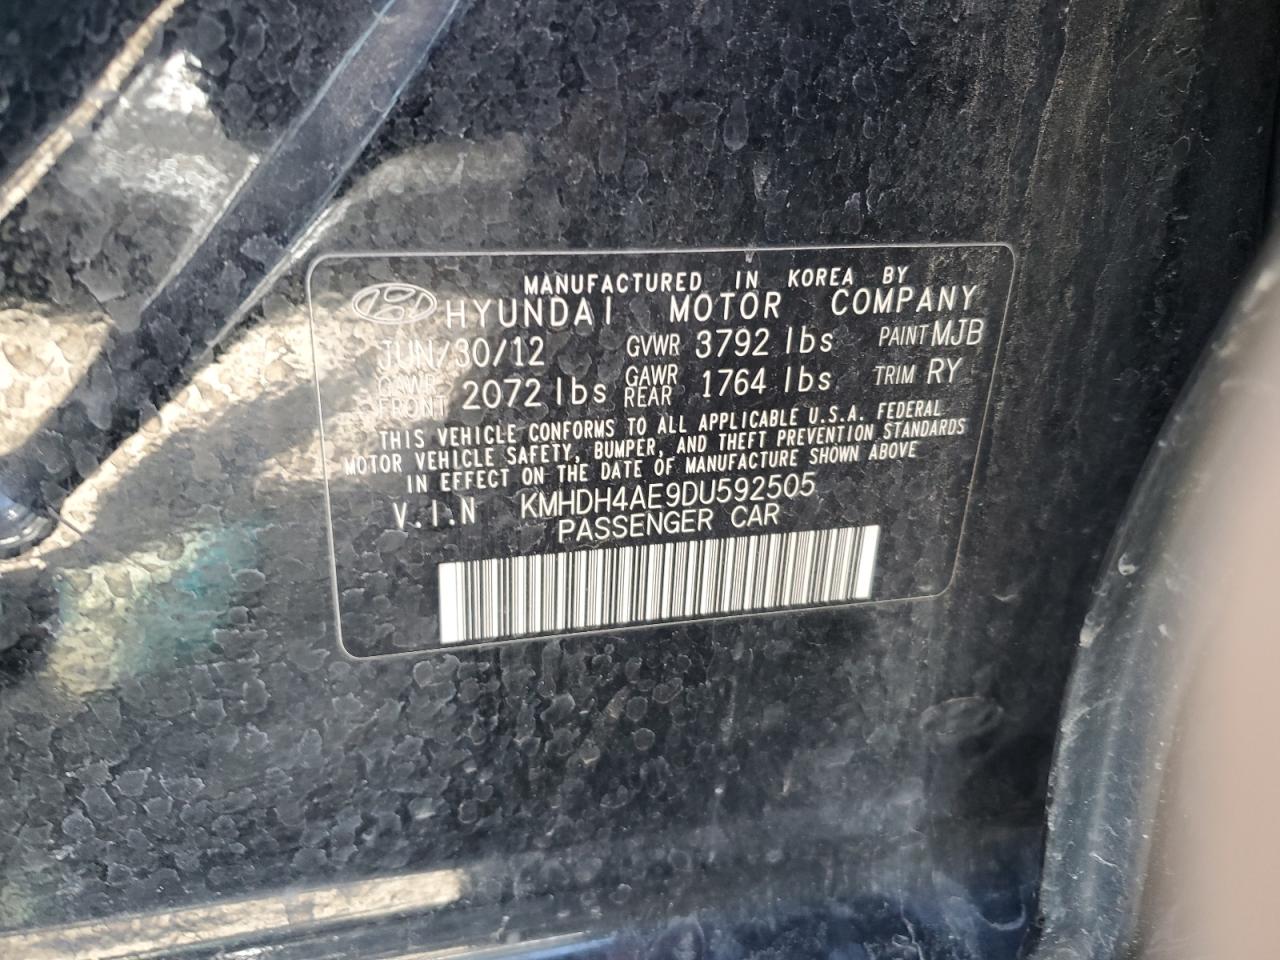 MANUFACTURED IN KOREA BY
HYUNDAI MOTOR COMPANY
JUN/30/12 GVWR 3792 lbs PAINT MJB
GAWR FRONT 2072 lbs GAWR REAR 1764 lbs TRIM RY
THIS VEHICLE CONFORMS TO ALL APPLICABLE U.S.A. FEDERAL
MOTOR VEHICLE SAFETY, BUMPER, AND THEFT PREVENTION STANDARDS
IN EFFECT ON THE DATE OF MANUFACTURE SHOWN ABOVE
V.I.N KMHDH4AE9DU592505
PASSENGER CAR